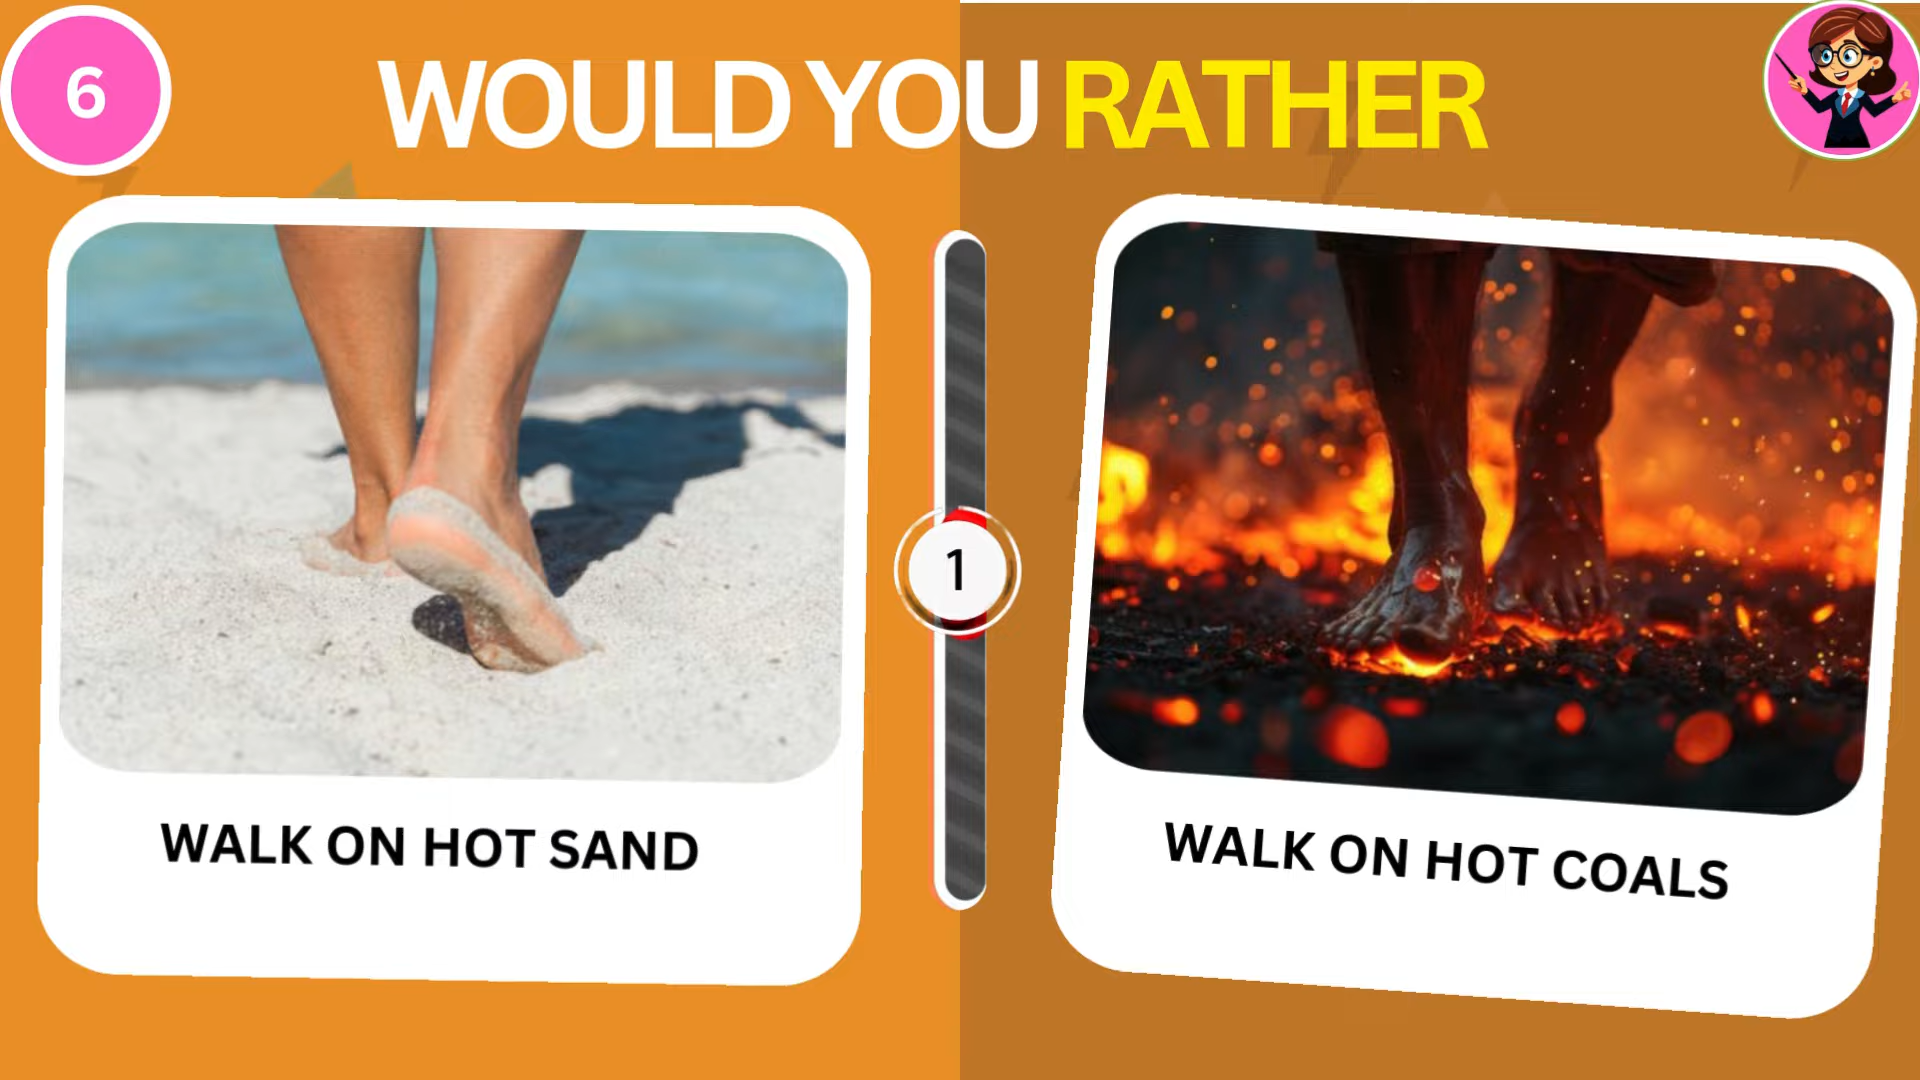 6
WOULD YOU RATHER
1
WALK ON HOT SAND
WALK ON HOT COALS